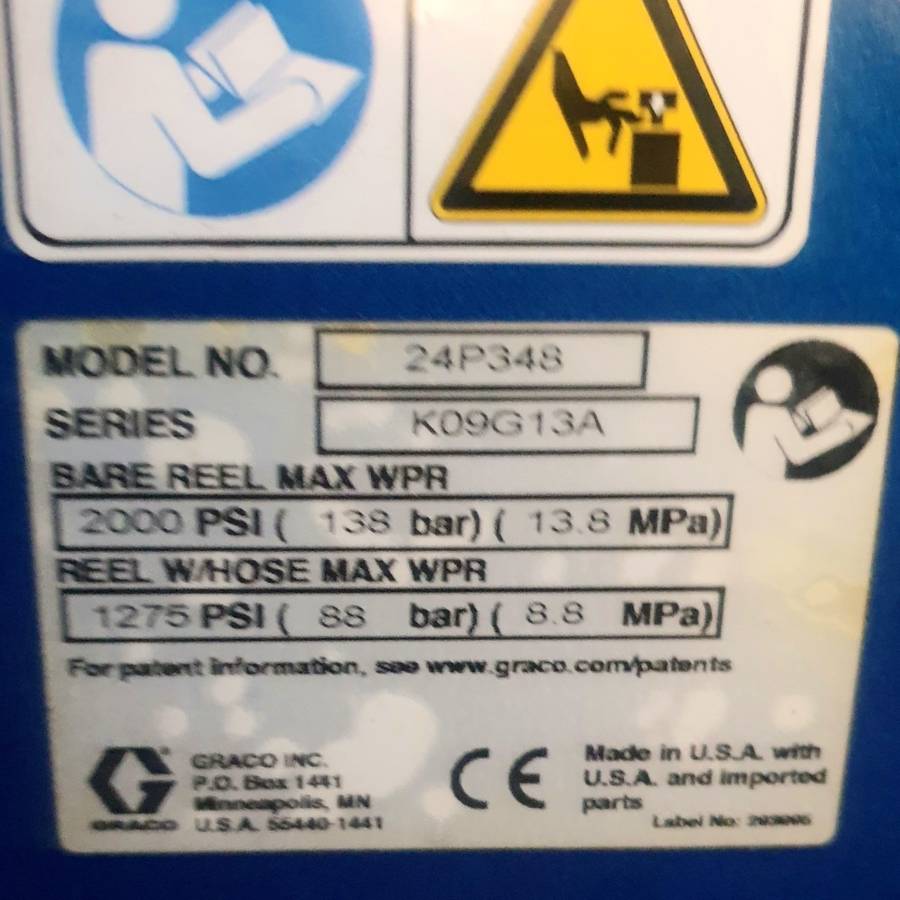 MODEL NO. 24P348
SERIES K09G13A
BARE REEL MAX WPR
2000 PSI ( 138 bar) ( 13.8 MPa)
REEL W/HOSE MAX WPR
1275 PSI ( 88 bar) ( 8.8 MPa)
For patent information, see www.graco.com/patents
GRACO
GRACO INC.
P.O. Box 1441
Minneapolis, MN
U.S.A. 55440-1441
CE
Made in U.S.A. with
U.S.A. and imported
parts
Label No: